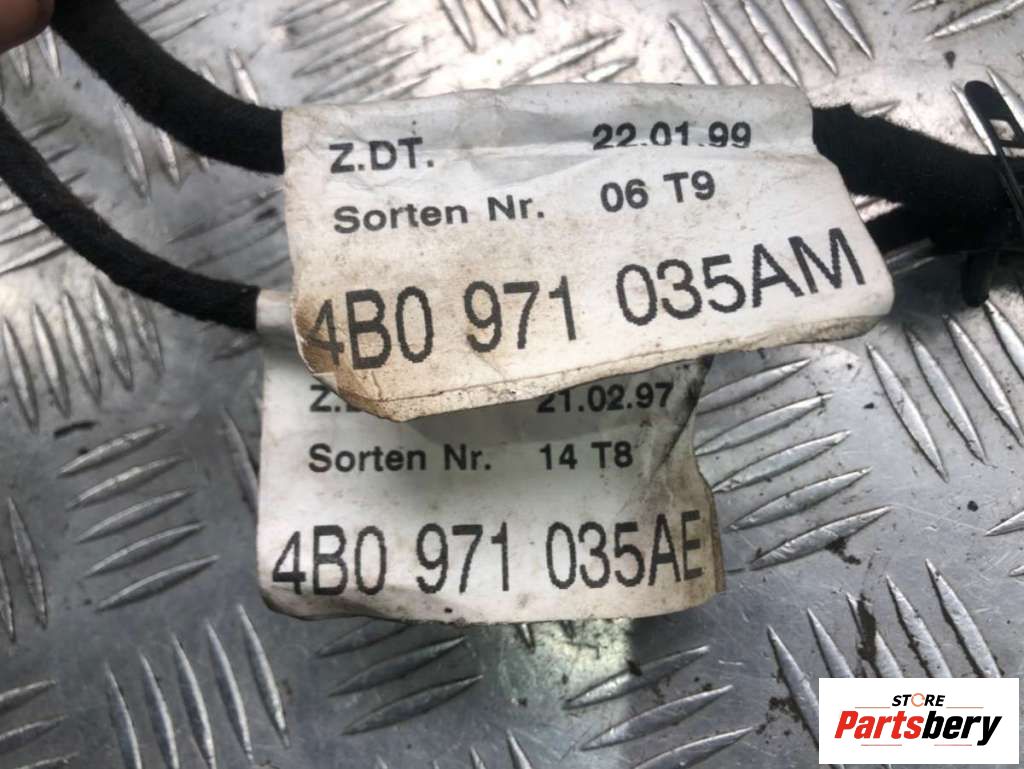 Z.DT. 22.01.99
Sorten Nr. 06 T9
4B0 971 035AM
21.02.97
Sorten Nr. 14 T8
4B0 971 035AE
STORE
Partsbery